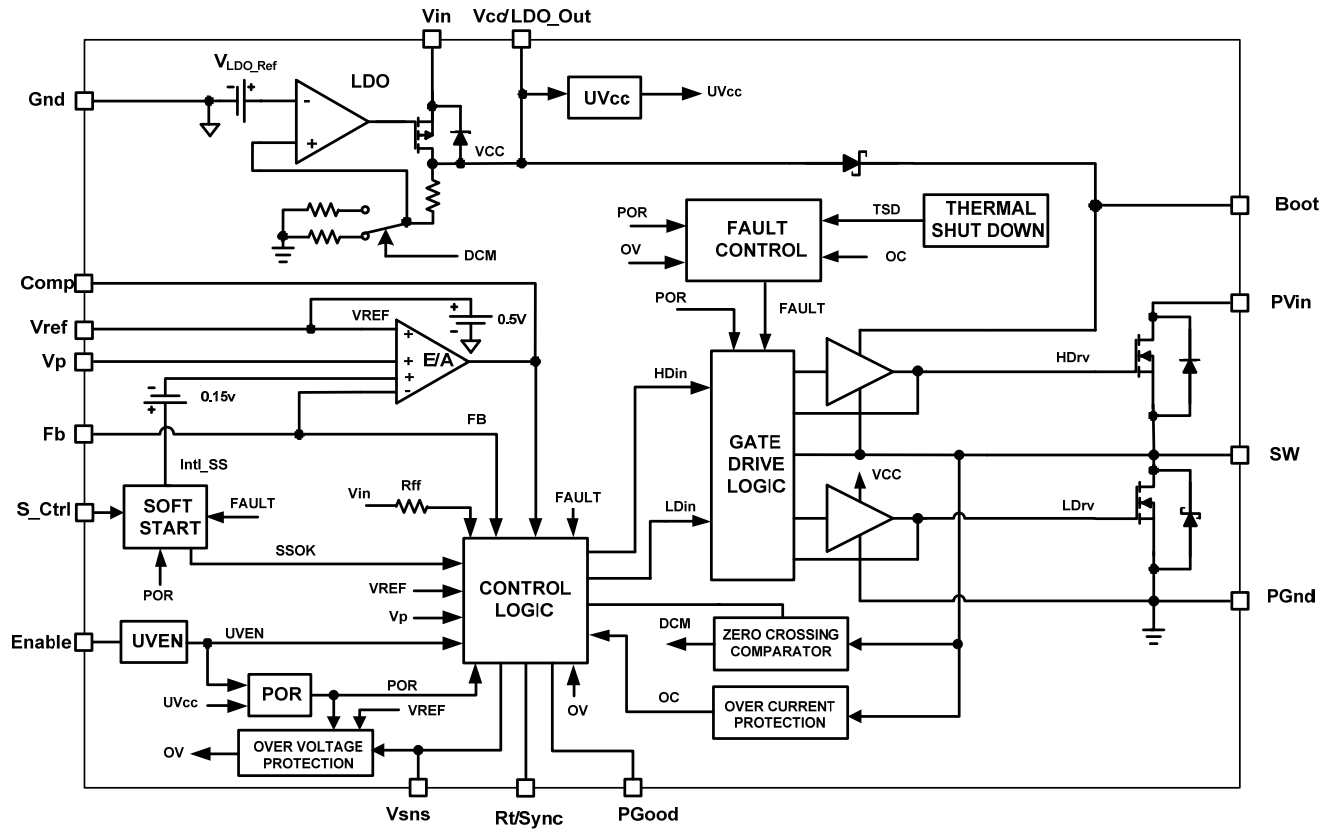 Vin
Vcc/LDO_Out
VLDO_Ref
LDO
Gnd
-
+
-
+
UVcc
UVcc
VCC
DCM
POR
OV
FAULT
CONTROL
TSD
THERMAL
SHUT DOWN
OC
Boot
Comp
Vref
VREF
+
-
0.5V
POR
FAULT
PVin
Vp
+
+
+
-
E/A
-
+
0.15v
HDin
HDrv
Fb
FB
Intl_SS
GATE
DRIVE
LOGIC
SW
VCC
S_Ctrl
SOFT
START
FAULT
Vin
Rff
FAULT
LDin
LDrv
SSOK
POR
VREF
Vp
CONTROL
LOGIC
PGnd
Enable
UVEN
UVEN
DCM
ZERO CROSSING
COMPARATOR
POR
UVcc
POR
VREF
OV
OC
OVER CURRENT
PROTECTION
OV
OVER VOLTAGE
PROTECTION
Vsns
Rt/Sync
PGood